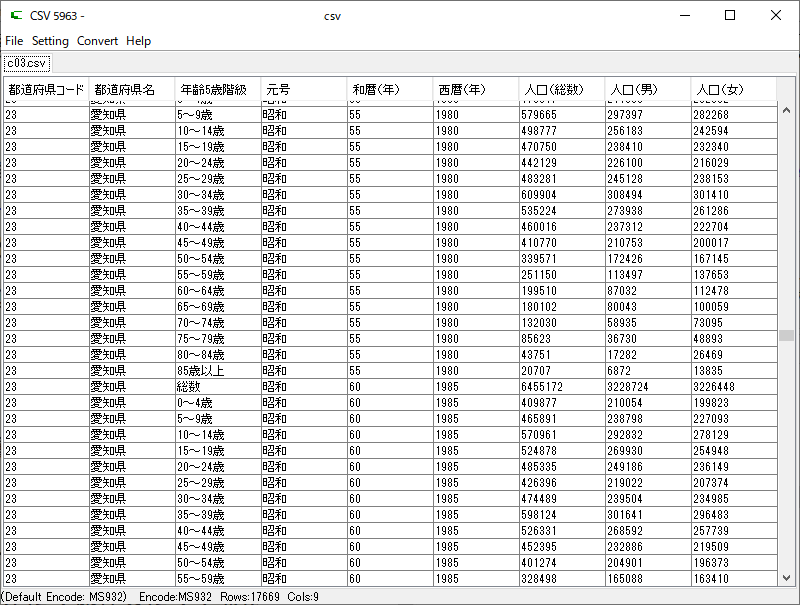 CSV 5963 - csv
File Setting Convert Help
c03.csv
都道府県コード 都道府県名 年齢5歳階級 元号 和暦(年) 西暦(年) 人口(総数) 人口(男) 人口(女)
23 愛知県 5～9歳 昭和 55 1980 579665 297397 282268
23 愛知県 10～14歳 昭和 55 1980 498777 256183 242594
23 愛知県 15～19歳 昭和 55 1980 470750 238410 232340
23 愛知県 20～24歳 昭和 55 1980 442129 226100 216029
23 愛知県 25～29歳 昭和 55 1980 483281 245128 238153
23 愛知県 30～34歳 昭和 55 1980 609904 308494 301410
23 愛知県 35～39歳 昭和 55 1980 535224 273938 261286
23 愛知県 40～44歳 昭和 55 1980 460016 237312 222704
23 愛知県 45～49歳 昭和 55 1980 410770 210753 200017
23 愛知県 50～54歳 昭和 55 1980 339571 172426 167145
23 愛知県 55～59歳 昭和 55 1980 251150 113497 137653
23 愛知県 60～64歳 昭和 55 1980 199510 87032 112478
23 愛知県 65～69歳 昭和 55 1980 180102 80043 100059
23 愛知県 70～74歳 昭和 55 1980 132030 58935 73095
23 愛知県 75～79歳 昭和 55 1980 85623 36730 48893
23 愛知県 80～84歳 昭和 55 1980 43751 17282 26469
23 愛知県 85歳以上 昭和 55 1980 20707 6872 13835
23 愛知県 総数 昭和 60 1985 6455172 3228724 3226448
23 愛知県 0～4歳 昭和 60 1985 409877 210054 199823
23 愛知県 5～9歳 昭和 60 1985 465891 238798 227093
23 愛知県 10～14歳 昭和 60 1985 570961 292832 278129
23 愛知県 15～19歳 昭和 60 1985 524878 269930 254948
23 愛知県 20～24歳 昭和 60 1985 485335 249186 236149
23 愛知県 25～29歳 昭和 60 1985 426396 219022 207374
23 愛知県 30～34歳 昭和 60 1985 474489 239504 234985
23 愛知県 35～39歳 昭和 60 1985 598124 301641 296483
23 愛知県 40～44歳 昭和 60 1985 526331 268592 257739
23 愛知県 45～49歳 昭和 60 1985 452395 232886 219509
23 愛知県 50～54歳 昭和 60 1985 401274 204901 196373
23 愛知県 55～59歳 昭和 60 1985 328498 165088 163410
(Default Encode: MS932) Encode:MS932 Rows:17669 Cols:9